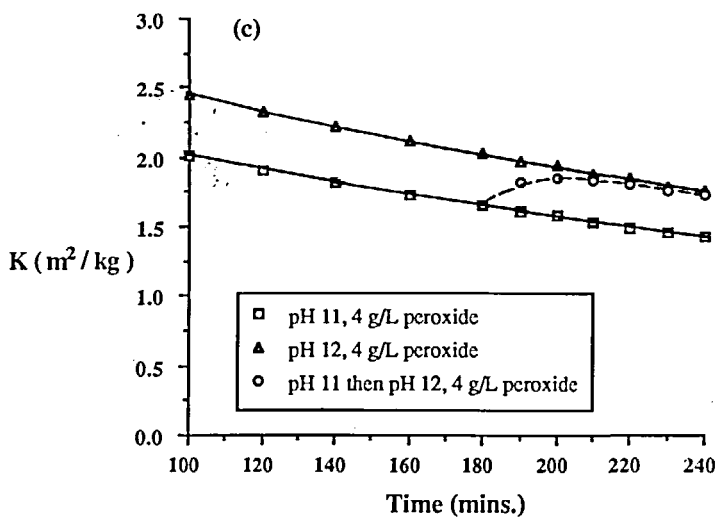 (c)
3.0
2.5
2.0
1.5
1.0
0.5
0.0
K ( m²/ kg )
pH 11, 4 g/L peroxide
pH 12, 4 g/L peroxide
pH 11 then pH 12, 4 g/L peroxide
100 120 140 160 180 200 220 240
Time (mins.)